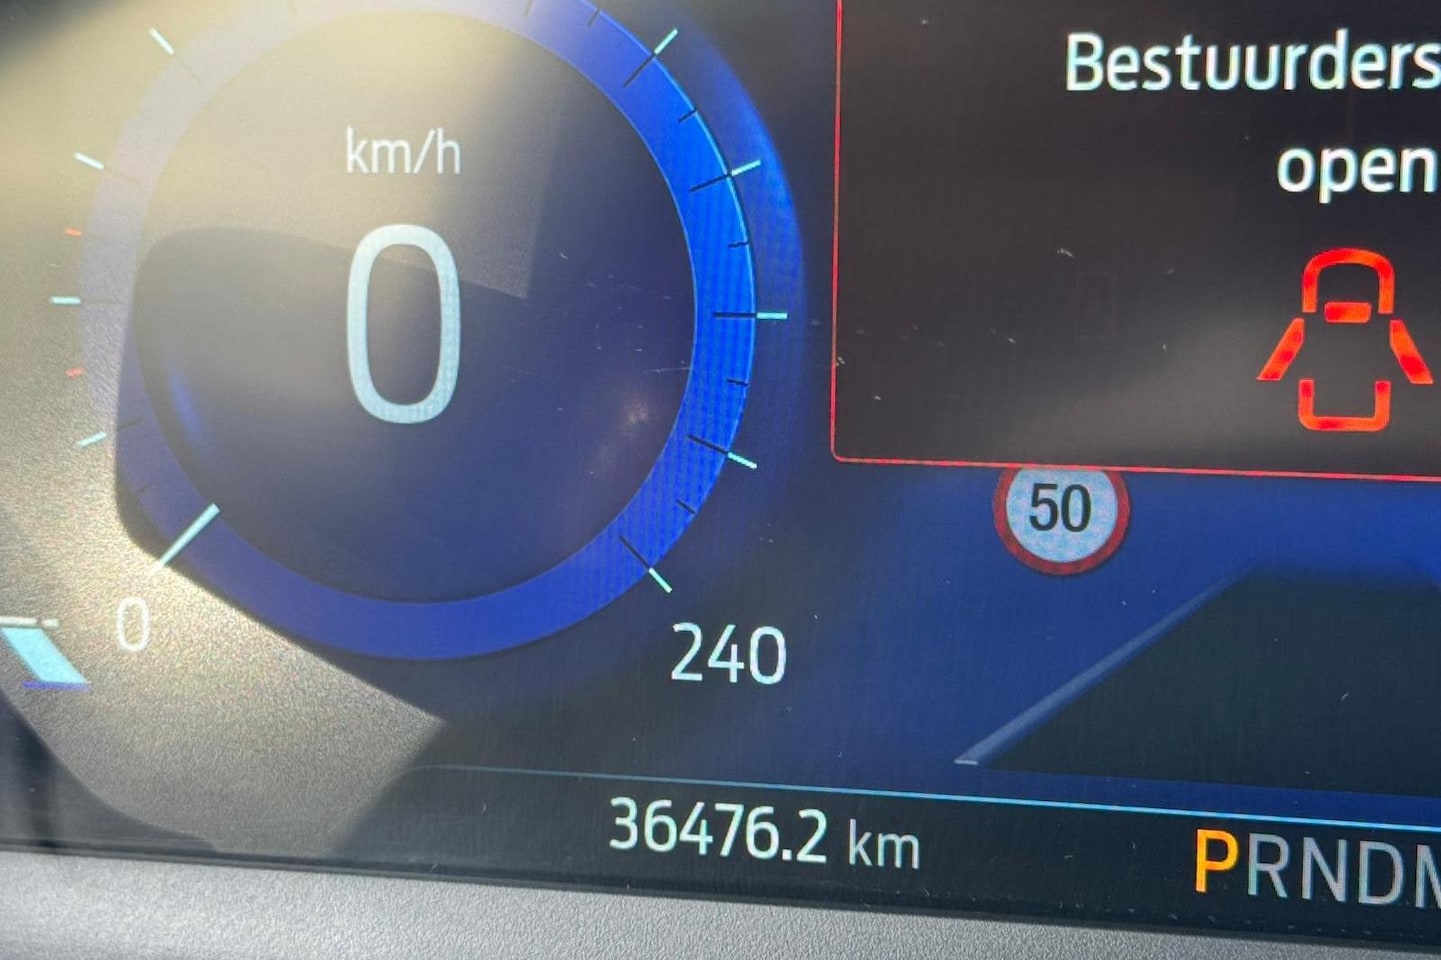 km/h
0
0
240
36476.2 km
Bestuurders
open
50
PRNDM